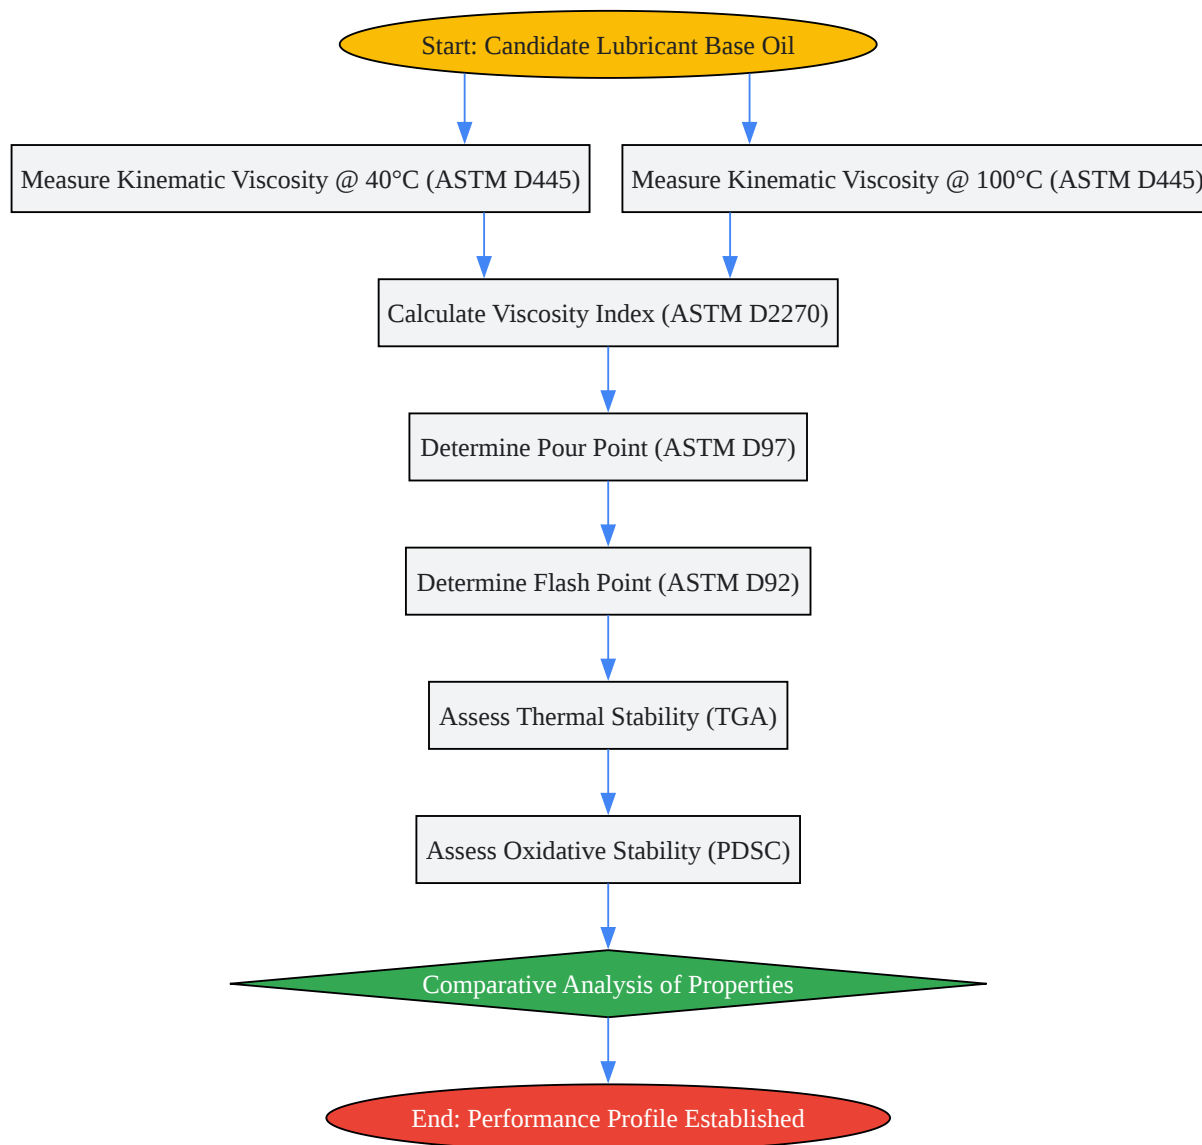 Start: Candidate Lubricant Base Oil
Measure Kinematic Viscosity @ 40°C (ASTM D445)
Measure Kinematic Viscosity @ 100°C (ASTM D445)
Calculate Viscosity Index (ASTM D2270)
Determine Pour Point (ASTM D97)
Determine Flash Point (ASTM D92)
Assess Thermal Stability (TGA)
Assess Oxidative Stability (PDSC)
Comparative Analysis of Properties
End: Performance Profile Established